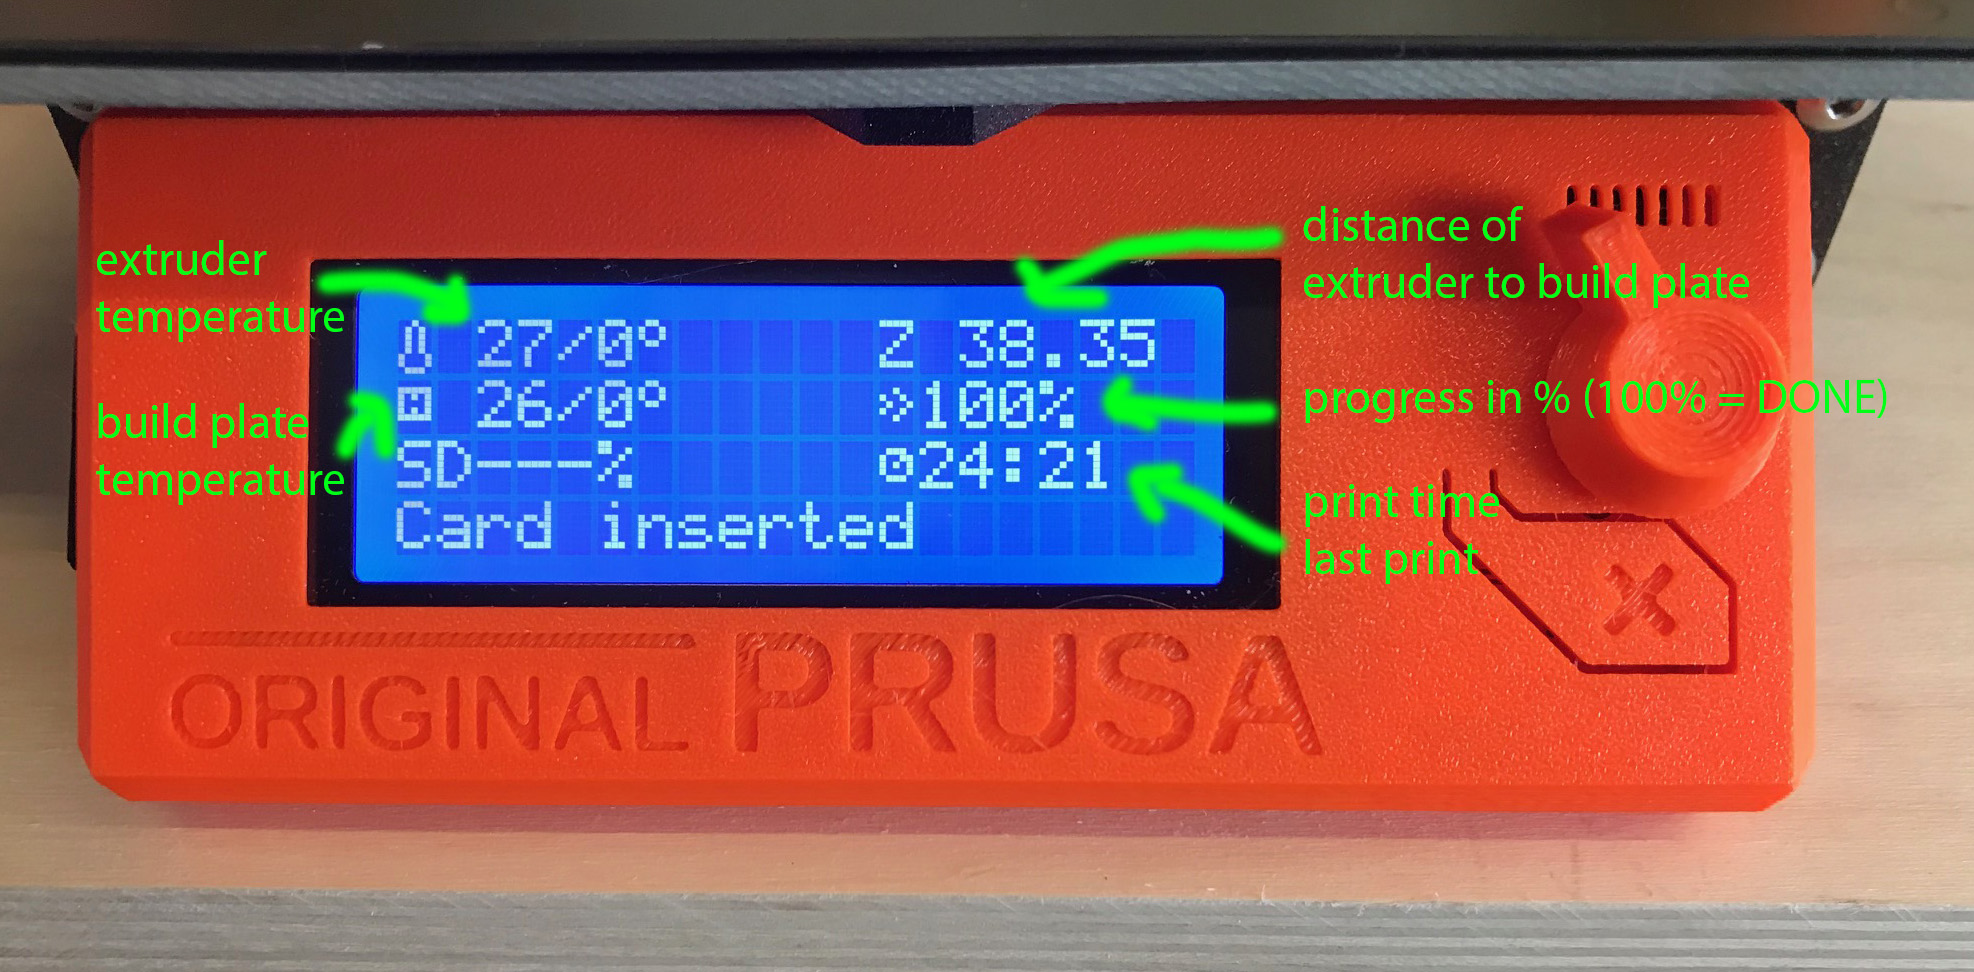 extruder
temperature
build plate
temperature
27/0°
26/0°
SD---%
Card inserted
Z 38.35
100%
24:21
distance of
extruder to build plate
progress in % (100% = DONE)
print time
last print
ORIGINAL PRUSA